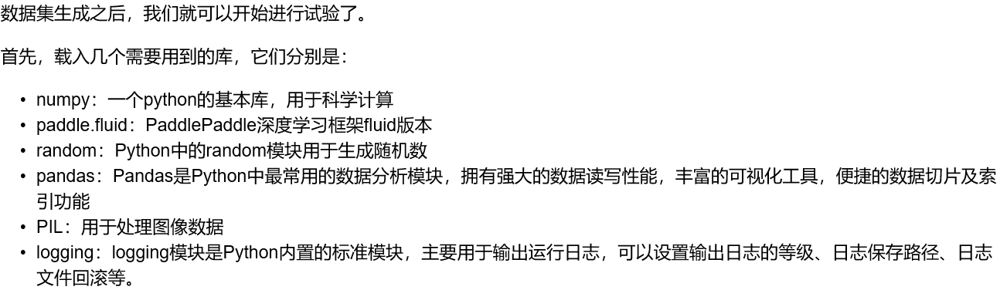 数据集生成之后，我们就可以开始进行试验了。
首先，载入几个需要用到的库，它们分别是：
• numpy：一个python的基本库，用于科学计算
• paddle.fluid：PaddlePaddle深度学习框架fluid版本
• random：Python中的random模块用于生成随机数
• pandas：Pandas是Python中最常用的数据分析模块，拥有强大的数据读写性能，丰富的可视化工具，便捷的数据切片及索
引功能
• PIL：用于处理图像数据
• logging：logging模块是Python内置的标准模块，主要用于输出运行日志，可以设置输出日志的等级、日志保存路径、日志
文件回滚等。